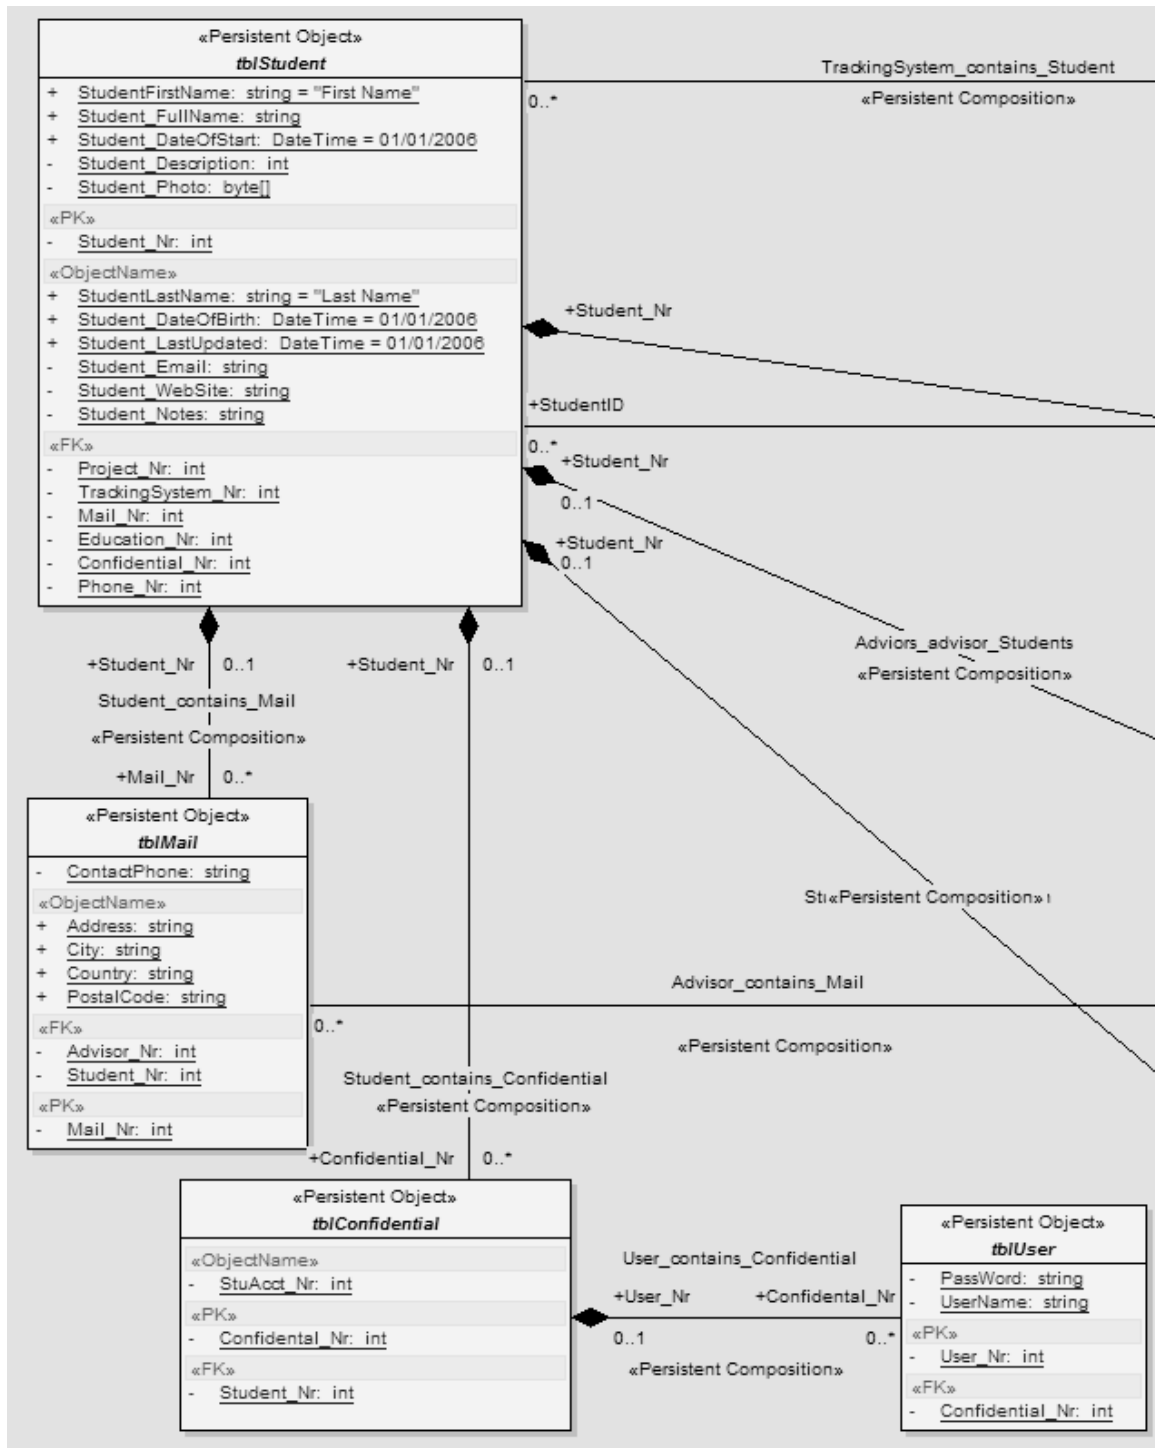 «Persistent Object»
tblStudent
+ StudentFirstName: string = "First Name"
+ Student_FullName: string
+ Student_DateOfStart: DateTime = 01/01/2006
- Student_Description: int
- Student_Photo: byte[]
«PK»
- Student_Nr: int
«ObjectName»
+ StudentLastName: string = "Last Name"
+ Student_DateOfBirth: DateTime = 01/01/2006
+ Student_LastUpdated: DateTime = 01/01/2006
- Student_Email: string
- Student_WebSite: string
- Student_Notes: string
«FK»
- Project_Nr: int
- TrackingSystem_Nr: int
- Mail_Nr: int
- Education_Nr: int
- Confidential_Nr: int
- Phone_Nr: int
TrackingSystem_contains_Student
0..*
«Persistent Composition»
+Student_Nr
+StudentID
0..*
+Student_Nr
0..1
+Student_Nr
0..1
Adviors_advisor_Students
«Persistent Composition»
+Student_Nr 0..1
Student_contains_Mail
«Persistent Composition»
+Mail_Nr 0..*
+Student_Nr 0..1
«Persistent Object»
tblMail
- ContactPhone: string
«ObjectName»
+ Address: string
+ City: string
+ Country: string
+ PostalCode: string
«FK»
- Advisor_Nr: int
- Student_Nr: int
«PK»
- Mail_Nr: int
«Persistent Composition»
Advisor_contains_Mail
0..*
«Persistent Composition»
Student_contains_Confidential
«Persistent Composition»
+Confidential_Nr 0..*
«Persistent Object»
tblConfidential
«ObjectName»
- StuAcct_Nr: int
«PK»
- Confidental_Nr: int
«FK»
- Student_Nr: int
User_contains_Confidential
+User_Nr +Confidental_Nr
0..1 0..*
«Persistent Composition»
«Persistent Object»
tblUser
- PassWord: string
- UserName: string
«PK»
- User_Nr: int
«FK»
- Confidential_Nr: int